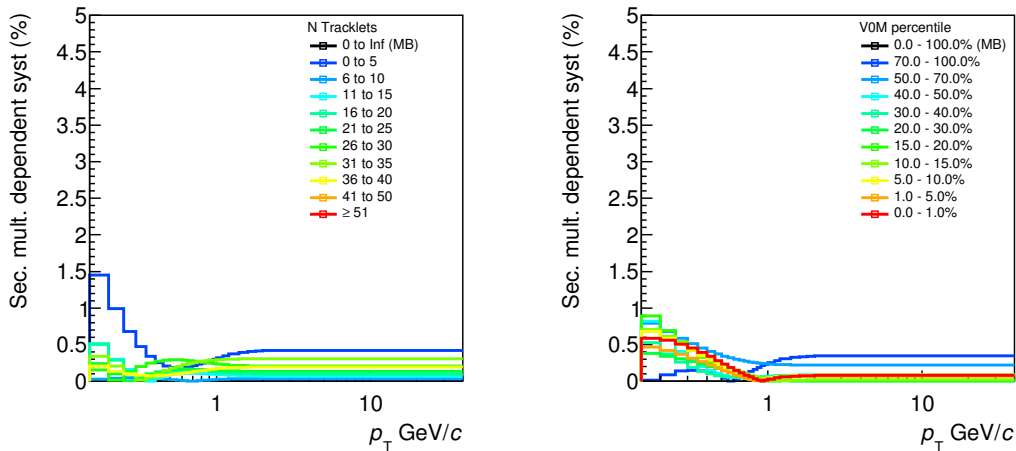 Sec. mult. dependent syst (%)
5
4.5
4
3.5
3
2.5
2
1.5
1
0.5
0
N Tracklets
0 to Inf (MB)
0 to 5
6 to 10
11 to 15
16 to 20
21 to 25
26 to 30
31 to 35
36 to 40
41 to 50
≥ 51
1
10
p_T GeV/c
Sec. mult. dependent syst (%)
5
4.5
4
3.5
3
2.5
2
1.5
1
0.5
0
V0M percentile
0.0 - 100.0% (MB)
70.0 - 100.0%
50.0 - 70.0%
40.0 - 50.0%
30.0 - 40.0%
20.0 - 30.0%
15.0 - 20.0%
10.0 - 15.0%
5.0 - 10.0%
1.0 - 5.0%
0.0 - 1.0%
1
10
p_T GeV/c